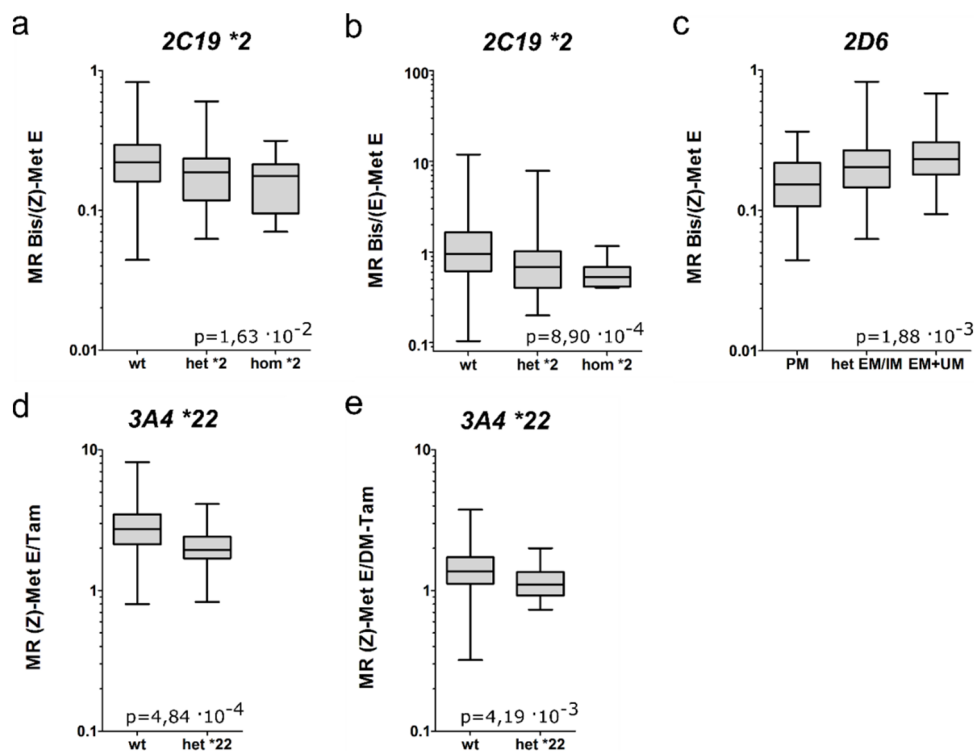 a
2C19 *2
MR Bis/(Z)-Met E
1
0.1
0.01
p=1,63 ·10-2
wt het *2 hom *2
b
2C19 *2
MR Bis/(E)-Met E
100
10
1
0.1
p=8,90 ·10-4
wt het *2 hom *2
c
2D6
MR Bis/(Z)-Met E
1
0.1
0.01
p=1,88 ·10-3
PM het EM/IM EM+UM
d
3A4 *22
MR (Z)-Met E/Tam
10
1
0.1
p=4,84 ·10-4
wt het *22
e
3A4 *22
MR (Z)-Met E/DM-Tam
10
1
0.1
p=4,19 ·10-3
wt het *22